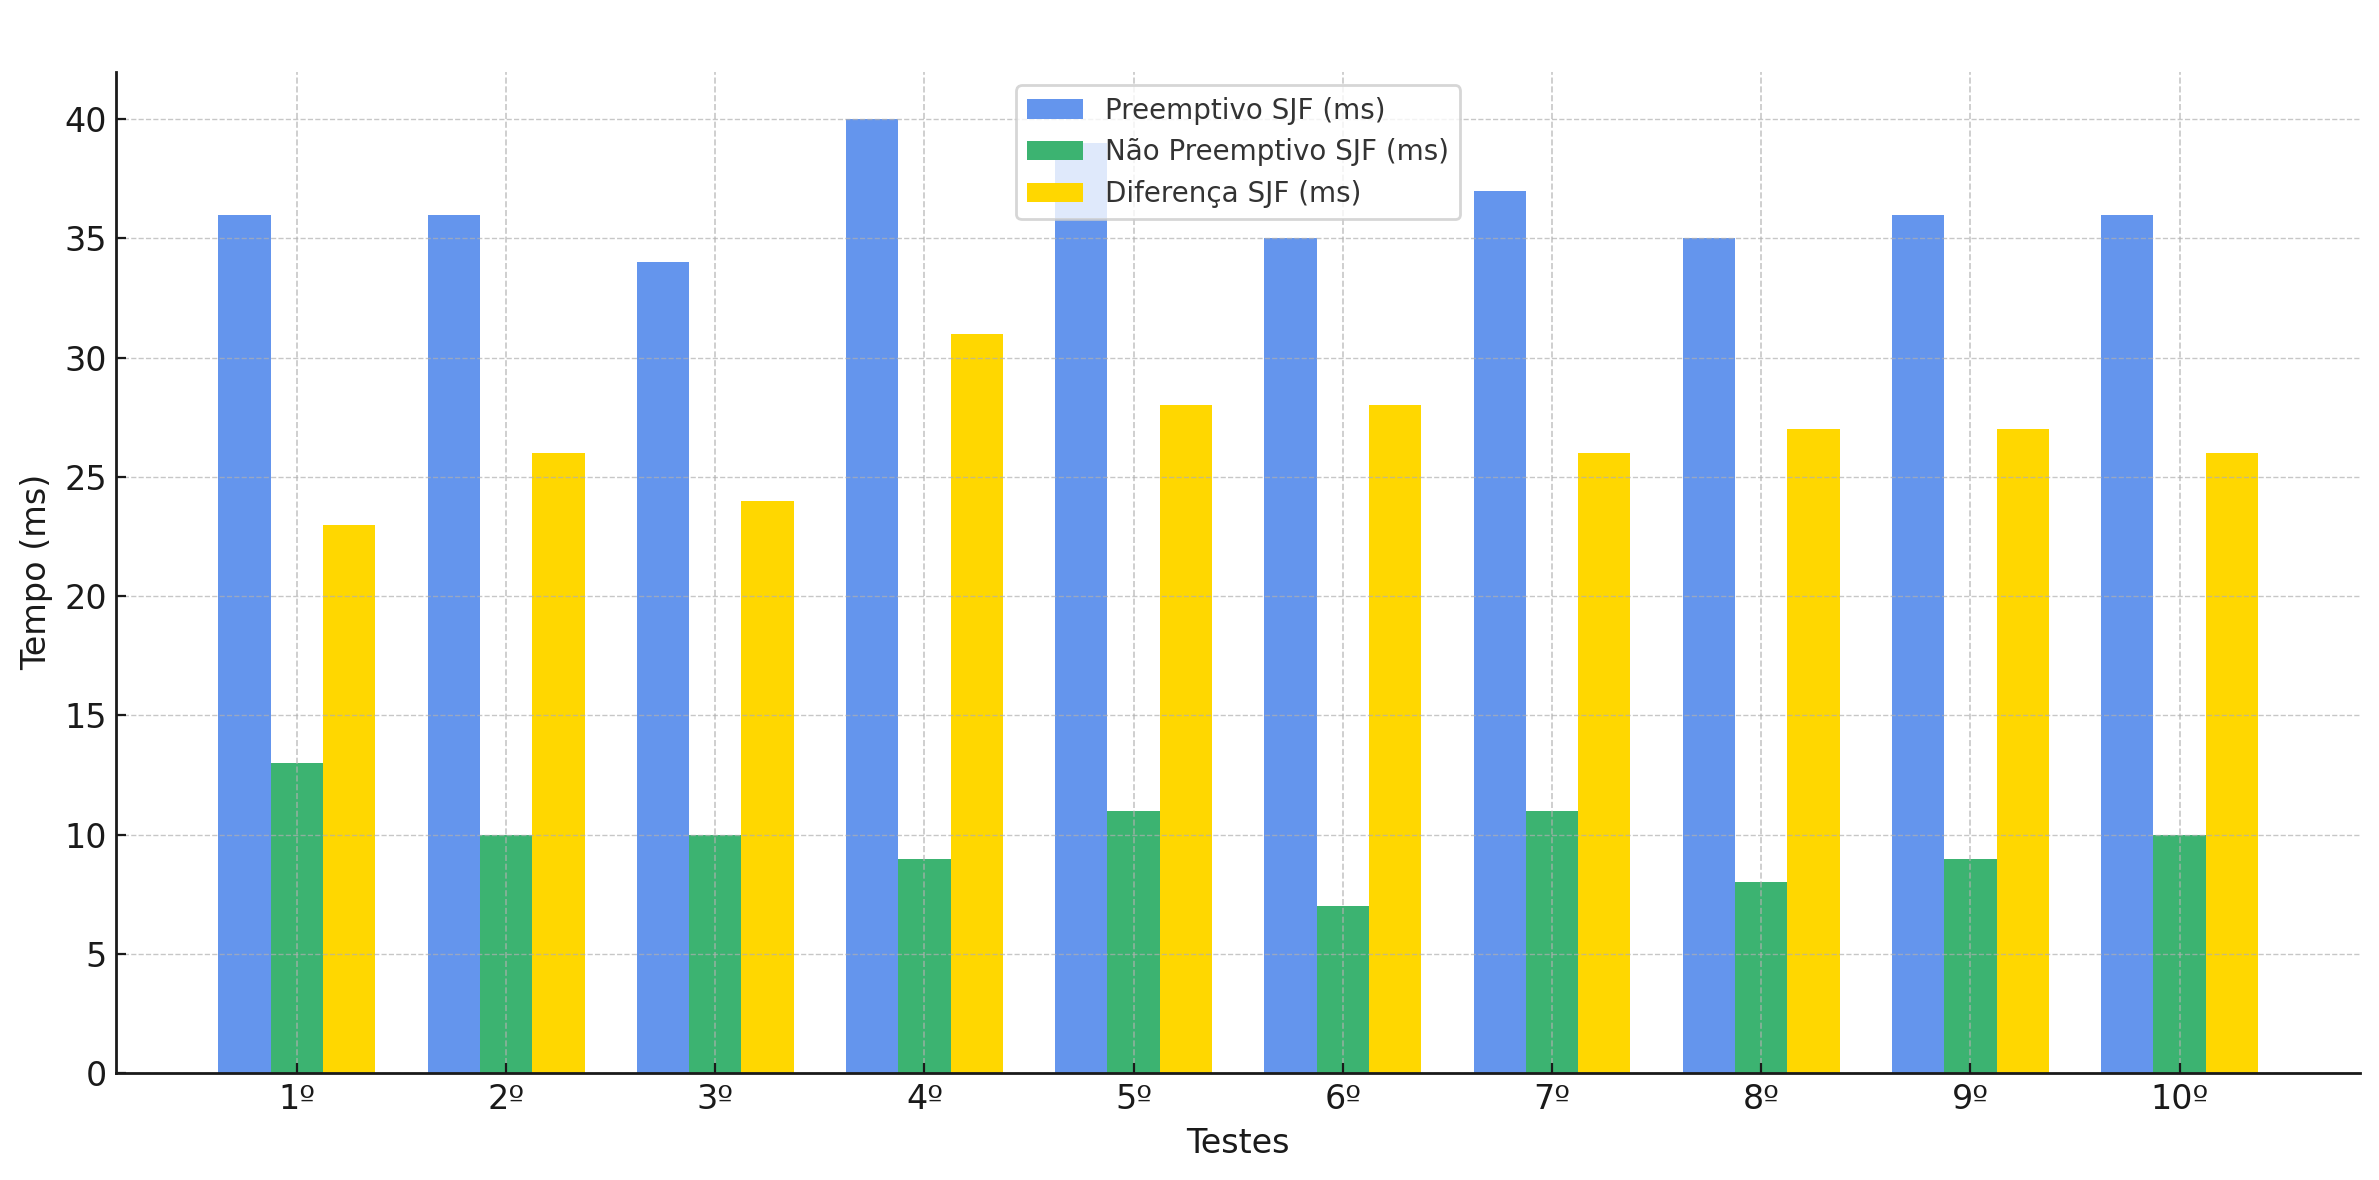 Preemptivo SJF (ms)
Não Preemptivo SJF (ms)
Diferença SJF (ms)
40
35
30
25
20
15
10
5
0
Tempo (ms)
1º 2º 3º 4º 5º 6º 7º 8º 9º 10º
Testes